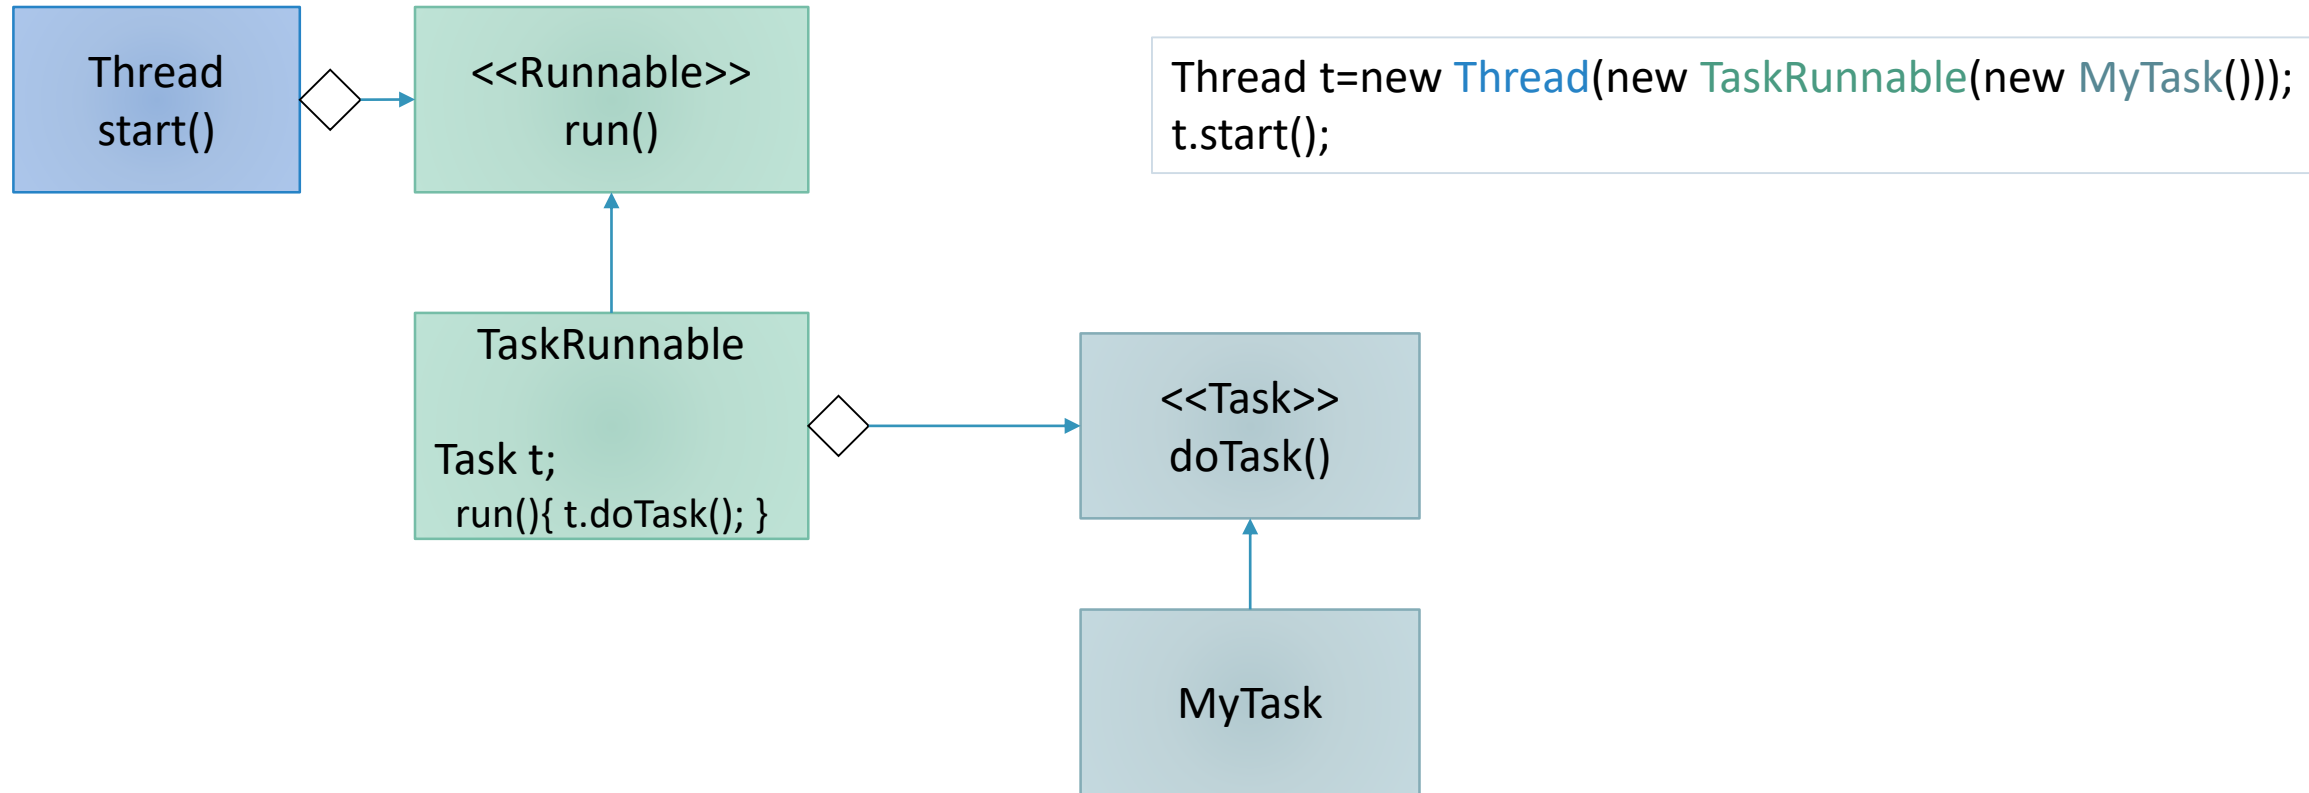 Thread
start()
<<Runnable>>
run()
Thread t=new Thread(new TaskRunnable(new MyTask()));
t.start();
TaskRunnable
Task t;
run(){ t.doTask(); }
<<Task>>
doTask()
MyTask